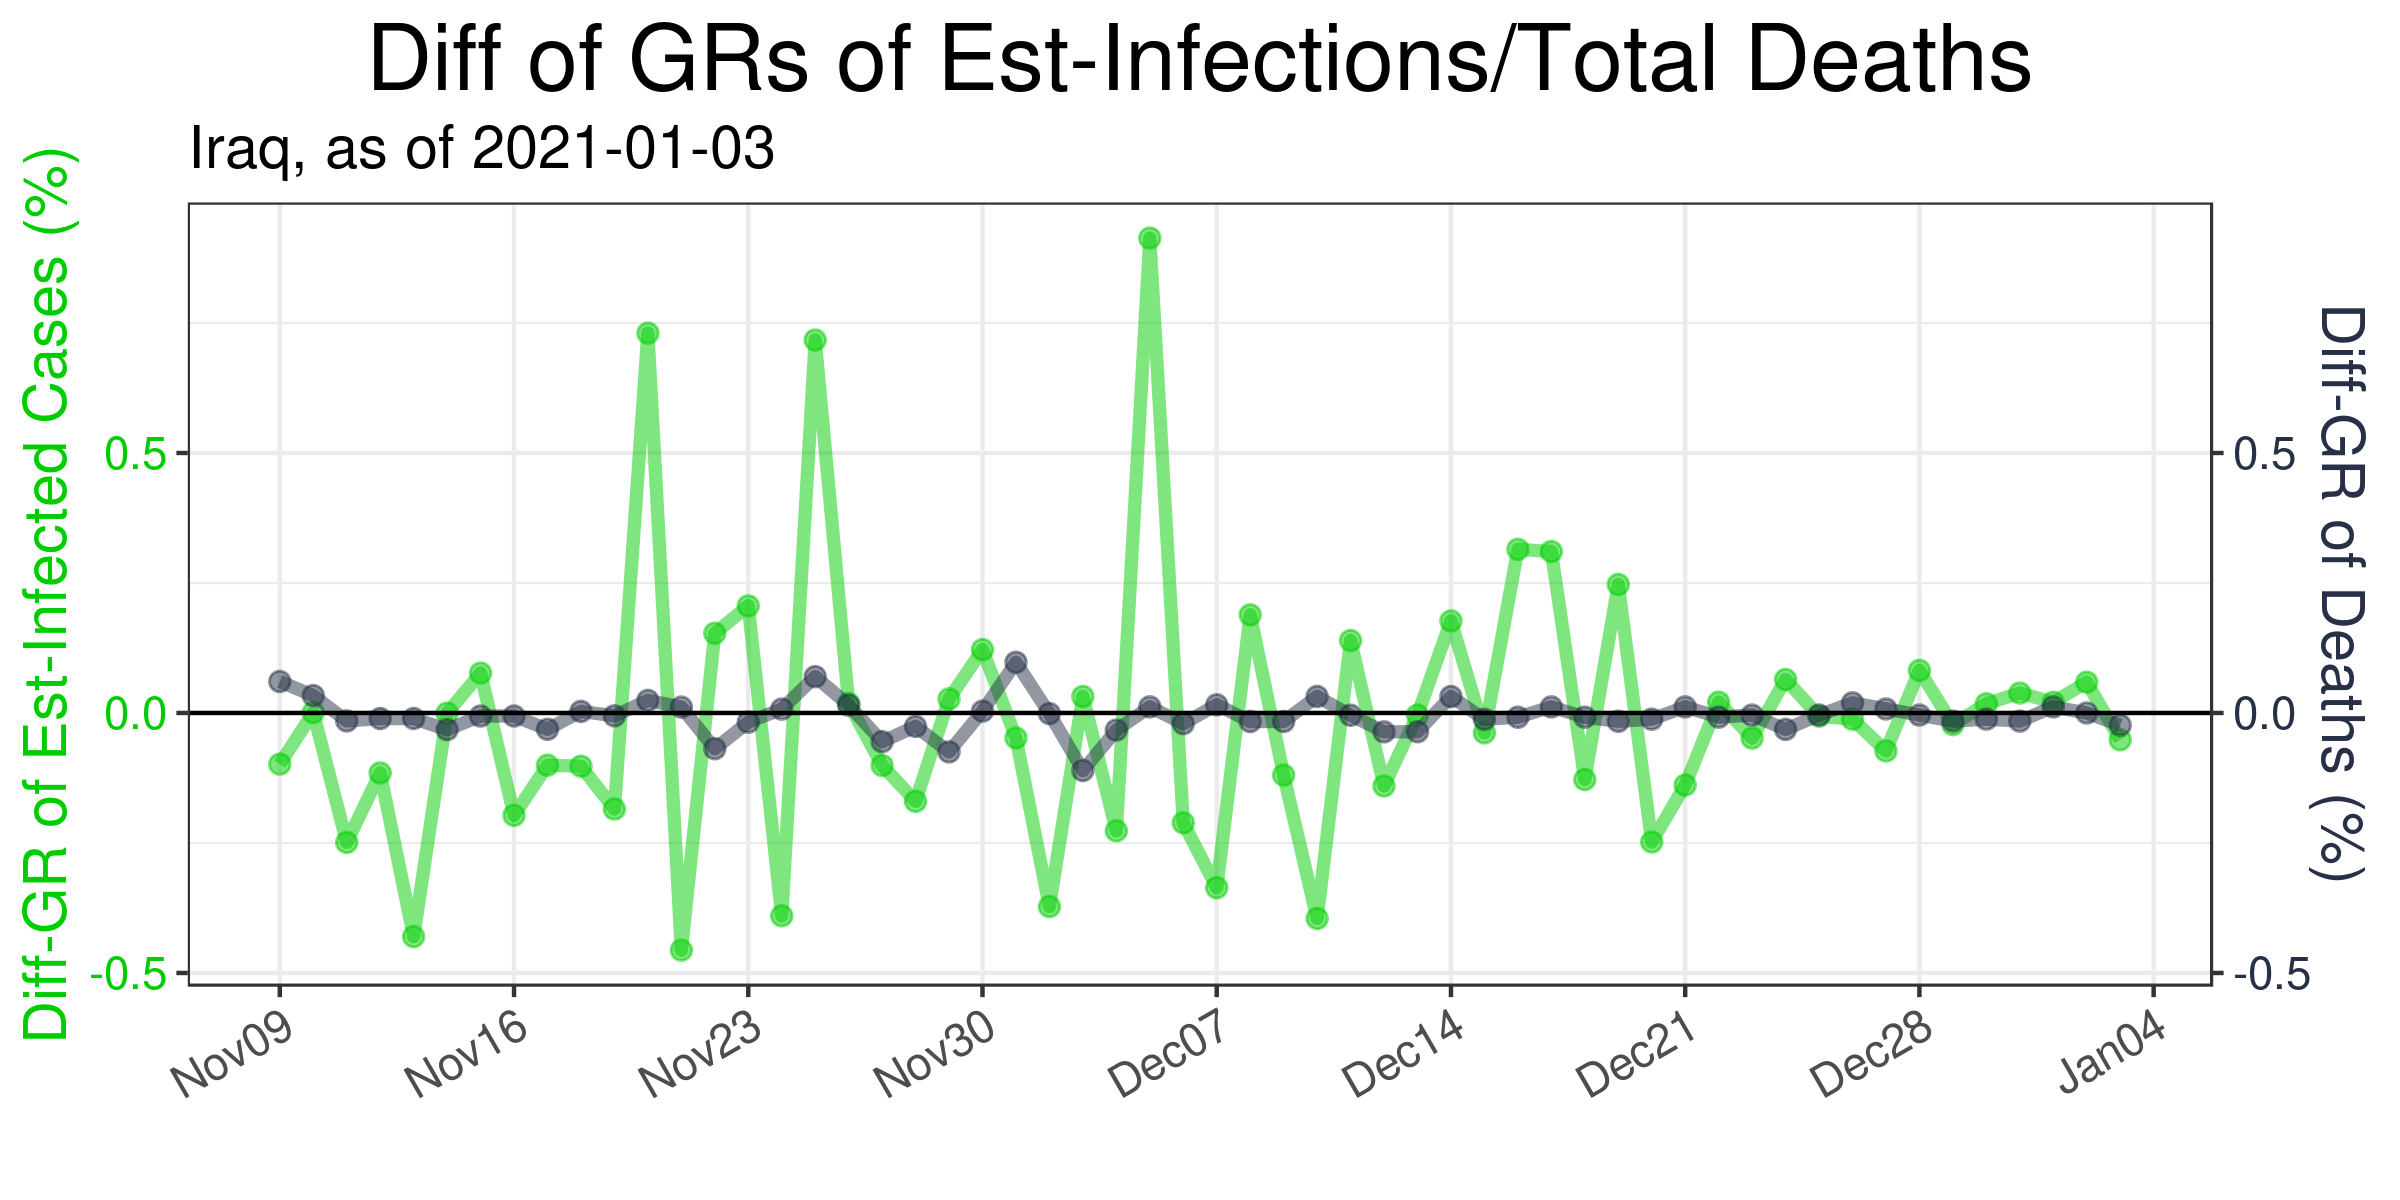 Diff of GRs of Est-Infections/Total Deaths
Iraq, as of 2021-01-03
Diff-GR of Est-Infected Cases (%)
0.5
0.0
-0.5
0.5
0.0
-0.5
Diff-GR of Deaths (%)
Nov09
Nov16
Nov23
Nov30
Dec07
Dec14
Dec21
Dec28
Jan04